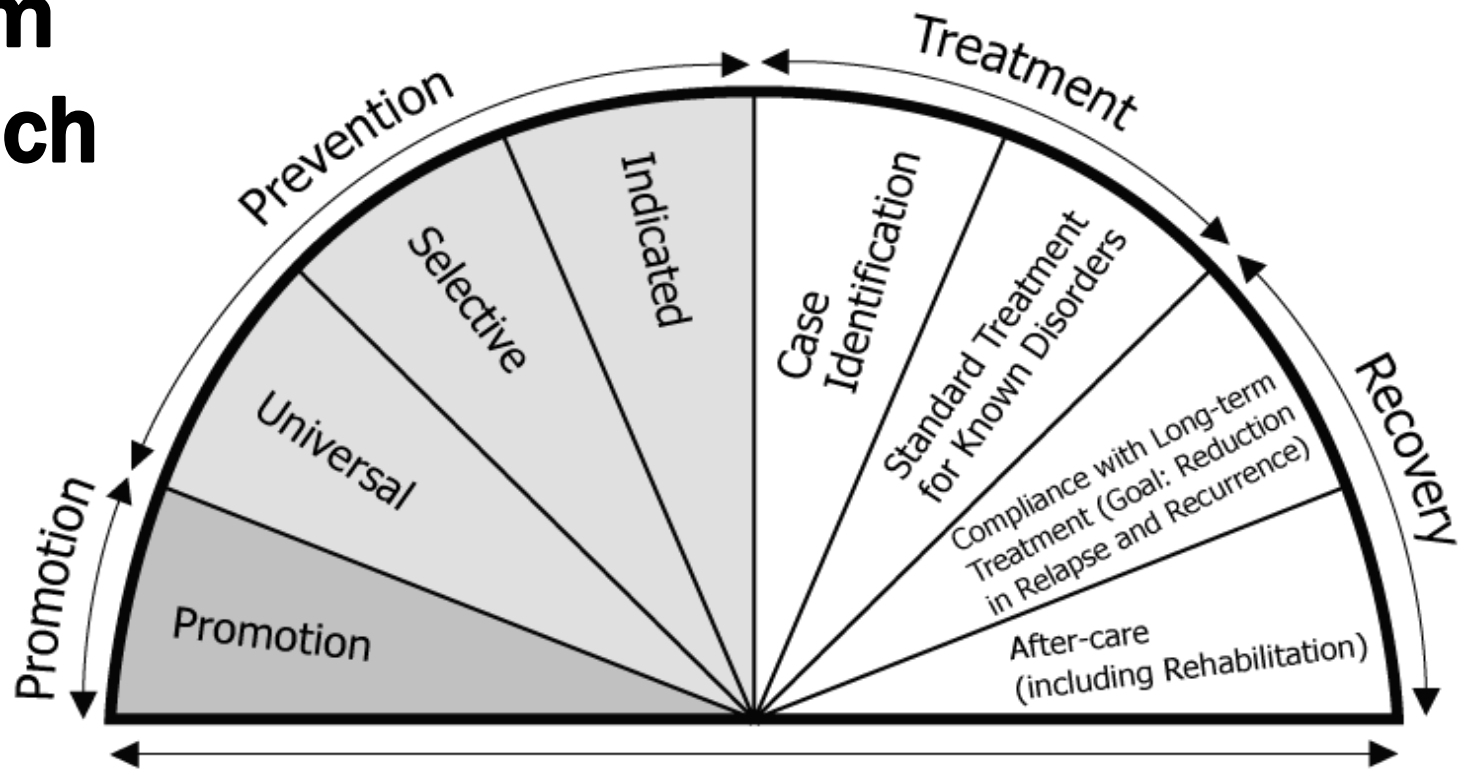 m
ch
Promotion
Prevention
Treatment
Recovery
Promotion
Universal
Selective
Indicated
Case
Identification
Standard Treatment
for Known Disorders
Compliance with Long-term
Treatment (Goal: Reduction
in Relapse and Recurrence)
After-care
(including Rehabilitation)